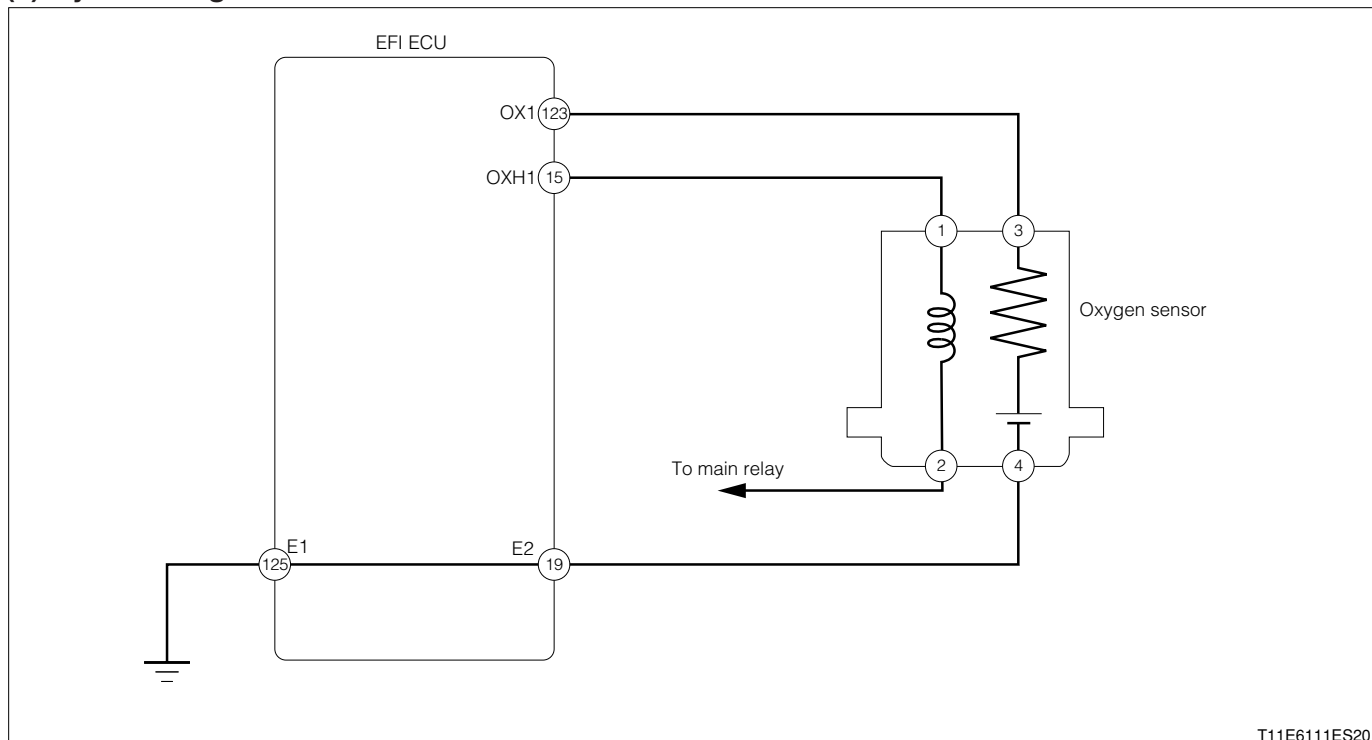 EFI ECU
OX1 123
OXH1 15
1 3
Oxygen sensor
To main relay
2 4
E1
125
E2
19
T11E6111ES20